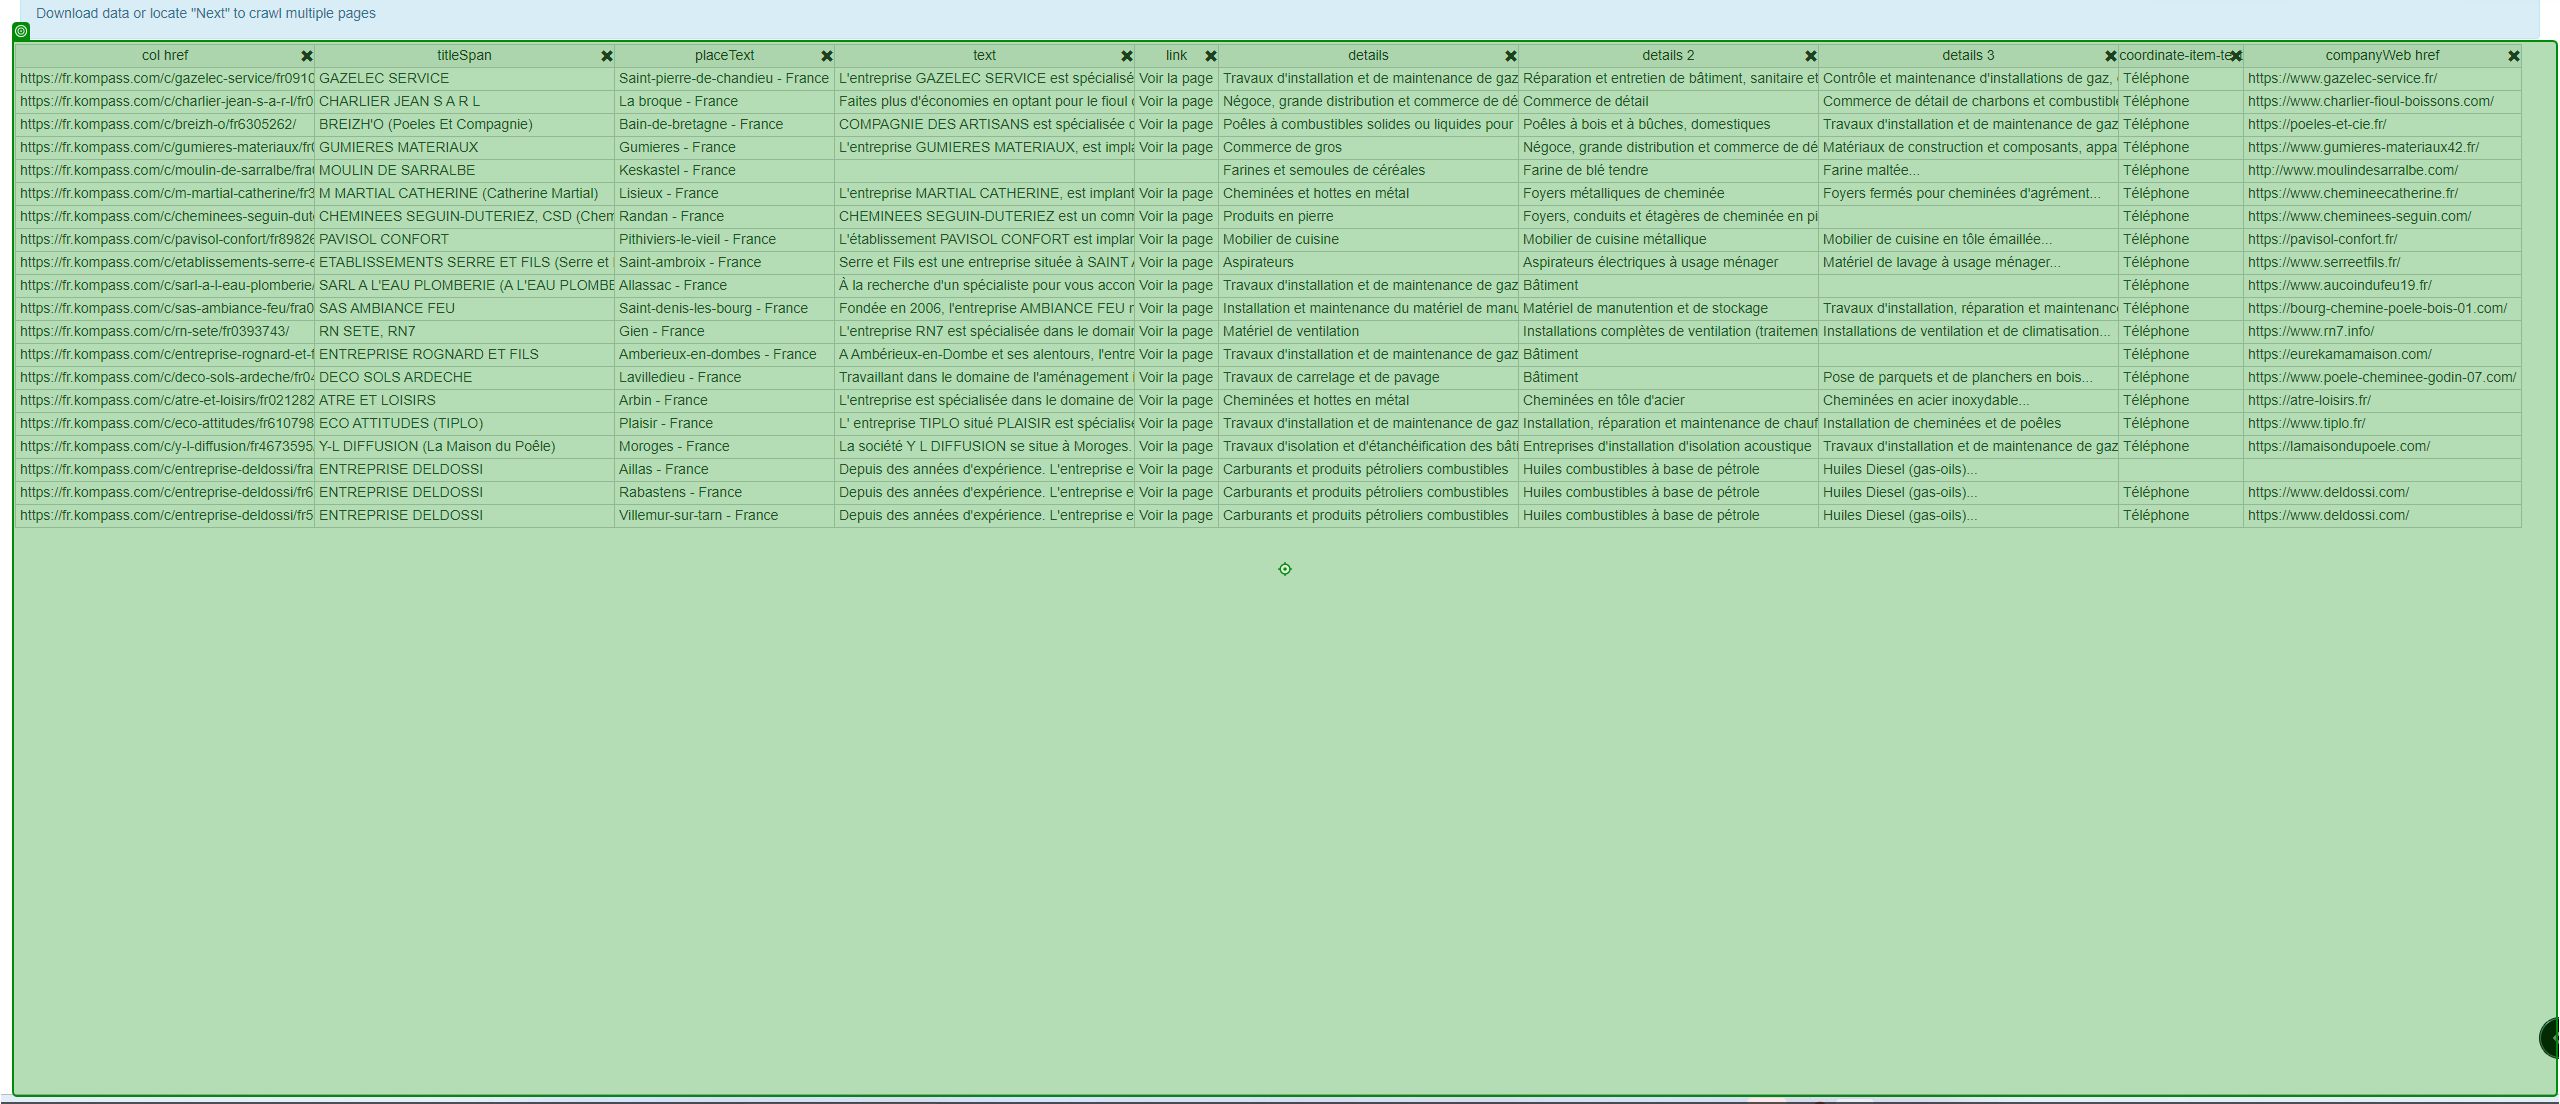 Download data or locate "Next" to crawl multiple pages
col href titleSpan placeText text link details details 2 details 3 coordinate-item-te companyWeb href
https://fr.kompass.com/c/gazelec-service/fr0910 GAZELEC SERVICE Saint-pierre-de-chandieu - France L'entreprise GAZELEC SERVICE est spécialisé Voir la page Travaux d'installation et de maintenance de gaz Réparation et entretien de bâtiment, sanitaire et Contrôle et maintenance d'installations de gaz, Téléphone https://www.gazelec-service.fr/
https://fr.kompass.com/c/charlier-jean-s-a-r-l/fr0 CHARLIER JEAN S A R L La broque - France Faites plus d'économies en optant pour le fioul Voir la page Négoce, grande distribution et commerce de dé Commerce de détail Commerce de détail de charbons et combustible Téléphone https://www.charlier-fioul-boissons.com/
https://fr.kompass.com/c/breizh-o/fr6305262/ BREIZH'O (Poeles Et Compagnie) Bain-de-bretagne - France COMPAGNIE DES ARTISANS est spécialisée Voir la page Poêles à combustibles solides ou liquides pour Poêles à bois et à bûches, domestiques Travaux d'installation et de maintenance de gaz Téléphone https://poeles-et-cie.fr/
https://fr.kompass.com/c/gumieres-materiaux/fr0 GUMIERES MATERIAUX Gumieres - France L'entreprise GUMIERES MATERIAUX, est impla Voir la page Commerce de gros Négoce, grande distribution et commerce de dé Matériaux de construction et composants, appa Téléphone https://www.gumieres-materiaux42.fr/
https://fr.kompass.com/c/moulin-de-sarralbe/fra MOULIN DE SARRALBE Keskastel - France Farines et semoules de céréales Farine de blé tendre Farine maltée... Téléphone http://www.moulindesarralbe.com/
https://fr.kompass.com/c/m-martial-catherine/fr3 M MARTIAL CATHERINE (Catherine Martial) Lisieux - France L'entreprise MARTIAL CATHERINE, est implant Voir la page Cheminées et hottes en métal Foyers métalliques de cheminée Foyers fermés pour cheminées d'agrément... Téléphone https://www.chemineecatherine.fr/
https://fr.kompass.com/c/cheminees-seguin-dut CHEMINEES SEGUIN-DUTERIEZ, CSD (Chem Randan - France CHEMINEES SEGUIN-DUTERIEZ est un comm Voir la page Produits en pierre Foyers, conduits et étagères de cheminée en pi Téléphone https://www.cheminees-seguin.com/
https://fr.kompass.com/c/pavisol-confort/fr89826 PAVISOL CONFORT Pithiviers-le-vieil - France L'établissement PAVISOL CONFORT est implan Voir la page Mobilier de cuisine Mobilier de cuisine métallique Mobilier de cuisine en tôle émaillée... Téléphone https://pavisol-confort.fr/
https://fr.kompass.com/c/etablissements-serre-e ETABLISSEMENTS SERRE ET FILS (Serre et Saint-ambroix - France Serre et Fils est une entreprise située à SAINT Voir la page Aspirateurs Aspirateurs électriques à usage ménager Matériel de lavage à usage ménager... Téléphone https://www.serreetfils.fr/
https://fr.kompass.com/c/sarl-a-l-eau-plomberie/ SARL A L'EAU PLOMBERIE (A L'EAU PLOMBE Allassac - France À la recherche d'un spécialiste pour vous accom Voir la page Travaux d'installation et de maintenance de gaz Bâtiment Téléphone https://www.aucoindufeu19.fr/
https://fr.kompass.com/c/sas-ambiance-feu/fra0 SAS AMBIANCE FEU Saint-denis-les-bourg - France Fondée en 2006, l'entreprise AMBIANCE FEU Voir la page Installation et maintenance du matériel de manu Matériel de manutention et de stockage Travaux d'installation, réparation et maintenance Téléphone https://bourg-chemine-poele-bois-01.com/
https://fr.kompass.com/c/rn-sete/fr0393743/ RN SETE, RN7 Gien - France L'entreprise RN7 est spécialisée dans le domain Voir la page Matériel de ventilation Installations complètes de ventilation (traitemen Installations de ventilation et de climatisation... Téléphone https://www.rn7.info/
https://fr.kompass.com/c/entreprise-rognard-et-f ENTREPRISE ROGNARD ET FILS Amberieux-en-dombes - France A Ambérieux-en-Dombe et ses alentours, l'entre Voir la page Travaux d'installation et de maintenance de gaz Bâtiment Téléphone https://eurekamamaison.com/
https://fr.kompass.com/c/deco-sols-ardeche/fr04 DECO SOLS ARDECHE Lavilledieu - France Travaillant dans le domaine de l'aménagement Voir la page Travaux de carrelage et de pavage Bâtiment Pose de parquets et de planchers en bois... Téléphone https://www.poele-cheminee-godin-07.com/
https://fr.kompass.com/c/atre-et-loisirs/fr021282 ATRE ET LOISIRS Arbin - France L'entreprise est spécialisée dans le domaine de Voir la page Cheminées et hottes en métal Cheminées en tôle d'acier Cheminées en acier inoxydable... Téléphone https://atre-loisirs.fr/
https://fr.kompass.com/c/eco-attitudes/fr610798 ECO ATTITUDES (TIPLO) Plaisir - France L' entreprise TIPLO situé PLAISIR est spécialisé Voir la page Travaux d'installation et de maintenance de gaz Installation, réparation et maintenance de chauf Installation de cheminées et de poêles Téléphone https://www.tiplo.fr/
https://fr.kompass.com/c/y-l-diffusion/fr4673595 Y-L DIFFUSION (La Maison du Poêle) Moroges - France La société Y L DIFFUSION se situe à Moroges. Voir la page Travaux d'isolation et d'étanchéification des bâti Entreprises d'installation d'isolation acoustique Travaux d'installation et de maintenance de gaz Téléphone https://lamaisondupoele.com/
https://fr.kompass.com/c/entreprise-deldossi/fra ENTREPRISE DELDOSSI Aillas - France Depuis des années d'expérience. L'entreprise e Voir la page Carburants et produits pétroliers combustibles Huiles combustibles à base de pétrole Huiles Diesel (gas-oils)...
https://fr.kompass.com/c/entreprise-deldossi/fr6 ENTREPRISE DELDOSSI Rabastens - France Depuis des années d'expérience. L'entreprise e Voir la page Carburants et produits pétroliers combustibles Huiles combustibles à base de pétrole Huiles Diesel (gas-oils)... Téléphone https://www.deldossi.com/
https://fr.kompass.com/c/entreprise-deldossi/fr5 ENTREPRISE DELDOSSI Villemur-sur-tarn - France Depuis des années d'expérience. L'entreprise e Voir la page Carburants et produits pétroliers combustibles Huiles combustibles à base de pétrole Huiles Diesel (gas-oils)... Téléphone https://www.deldossi.com/